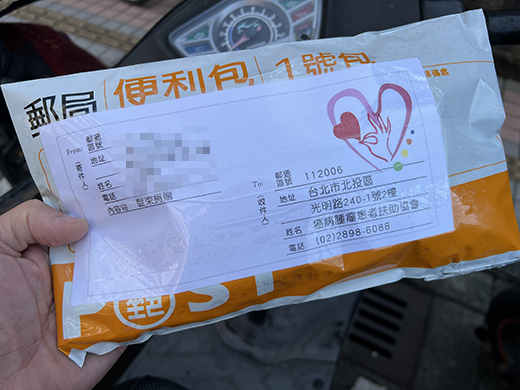 郵局 便利包 1號包
From:
(寄件人)
郵遞區號
地址
姓名
電話
內容物 髮束捐贈
To:
(收件人)
郵遞區號 112006
地址 台北市北投區
光明路240-1號2樓
姓名 癌病腫瘤患者扶助協會
電話 (02)2898-6088
POST